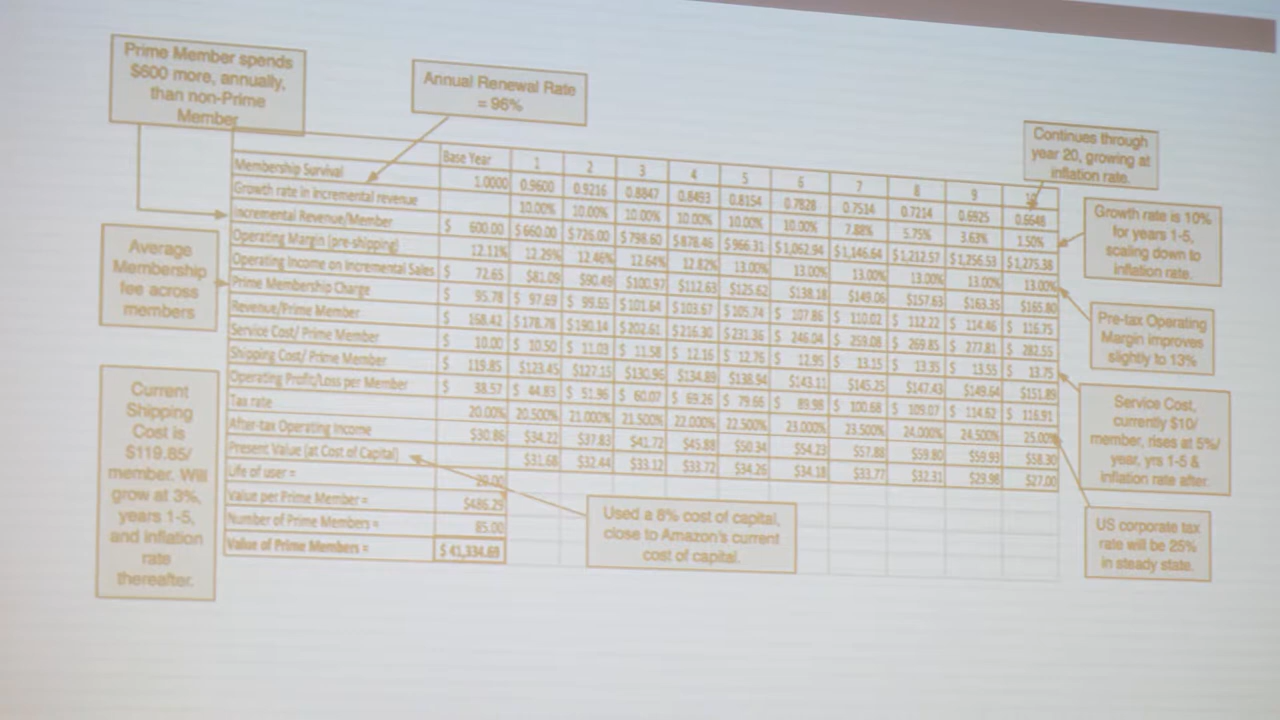 Prime Member spends
$600 more, annually,
than non-Prime
Member
Annual Renewal Rate
= 96%
Continues through
year 20, growing at
inflation rate.
Base Year 1 2 3 4 5 6 7 8 9
Membership Survival 1.0000 0.9600 0.9216 0.8847 0.8493 0.8154 0.7828 0.7514 0.7214 0.6925 0.6648
Growth rate in incremental revenue 10.00% 10.00% 10.00% 10.00% 10.00% 10.00% 7.88% 5.75% 3.63% 1.50%
Incremental Revenue/Member $ 600.00 $ 660.00 $ 726.00 $ 798.60 $ 878.46 $ 966.31 $1,062.94 $1,146.64 $1,212.57 $1,256.53 $1,275.38
Operating Margin (pre-shipping) 12.11% 12.29% 12.46% 12.64% 12.82% 13.00% 13.00% 13.00% 13.00% 13.00% 13.00%
Operating Income on Incremental Sales $ 72.65 $81.09 $90.49 $100.97 $112.63 $125.62 $138.18 $149.06 $157.63 $163.35 $165.80
Prime Membership Charge $ 95.78 $ 97.69 $ 99.65 $ 101.64 $ 103.67 $ 105.74 $ 107.86 $ 110.02 $ 112.22 $ 114.46 $ 116.75
Revenue/Prime Member $ 168.42 $ 178.78 $ 190.14 $ 202.61 $ 216.30 $ 231.36 $ 246.04 $ 259.08 $ 269.85 $ 277.81 $ 282.55
Service Cost/ Prime Member $ 10.00 $ 10.50 $ 11.03 $ 11.58 $ 12.16 $ 12.76 $ 12.95 $ 13.15 $ 13.35 $ 13.55 $ 13.75
Shipping Cost/ Prime Member $ 119.85 $123.45 $127.15 $130.96 $134.89 $138.94 $143.11 $145.25 $147.43 $149.64 $151.89
Operating Profit/Loss per Member $ 38.57 $ 44.83 $ 51.96 $ 60.07 $ 69.26 $ 79.66 $ 89.98 $ 100.68 $ 109.07 $ 114.62 $ 116.91
Tax rate 20.00% 20.500% 21.000% 21.500% 22.000% 22.500% 23.000% 23.500% 24.000% 24.500% 25.00%
After-tax Operating Income $30.86 $34.22 $37.83 $41.72 $45.88 $50.34 $54.23 $57.88 $59.80 $59.93 $58.30
Present Value (at Cost of Capital) $31.68 $32.44 $33.12 $33.72 $34.26 $34.18 $33.77 $32.31 $29.98 $27.00
Life of user = 20.00
Value per Prime Member = $486.29
Number of Prime Members = 85.00
Value of Prime Members = $ 41,334.69
Average
Membership
fee across
members
Current
Shipping
Cost is
$119.85/
member. Will
grow at 3%,
years 1-5,
and inflation
rate
thereafter.
Used a 8% cost of capital,
close to Amazon's current
cost of capital.
Growth rate is 10%
for years 1-5,
scaling down to
inflation rate.
Pre-tax Operating
Margin improves
slightly to 13%
Service Cost,
currently $10/
member, rises at 5%/
year, yrs 1-5 &
inflation rate after.
US corporate tax
rate will be 25%
in steady state.